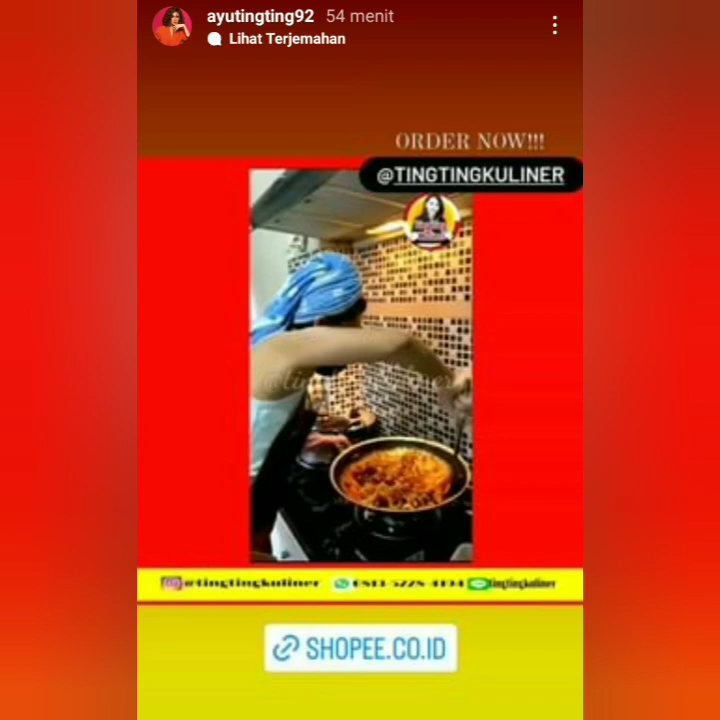 ayutingting92 54 menit
Lihat Terjemahan
ORDER NOW!!!
@TINGTINGKULINER
@tingtingkuliner
tingtingkuliner
SHOPEE.CO.ID